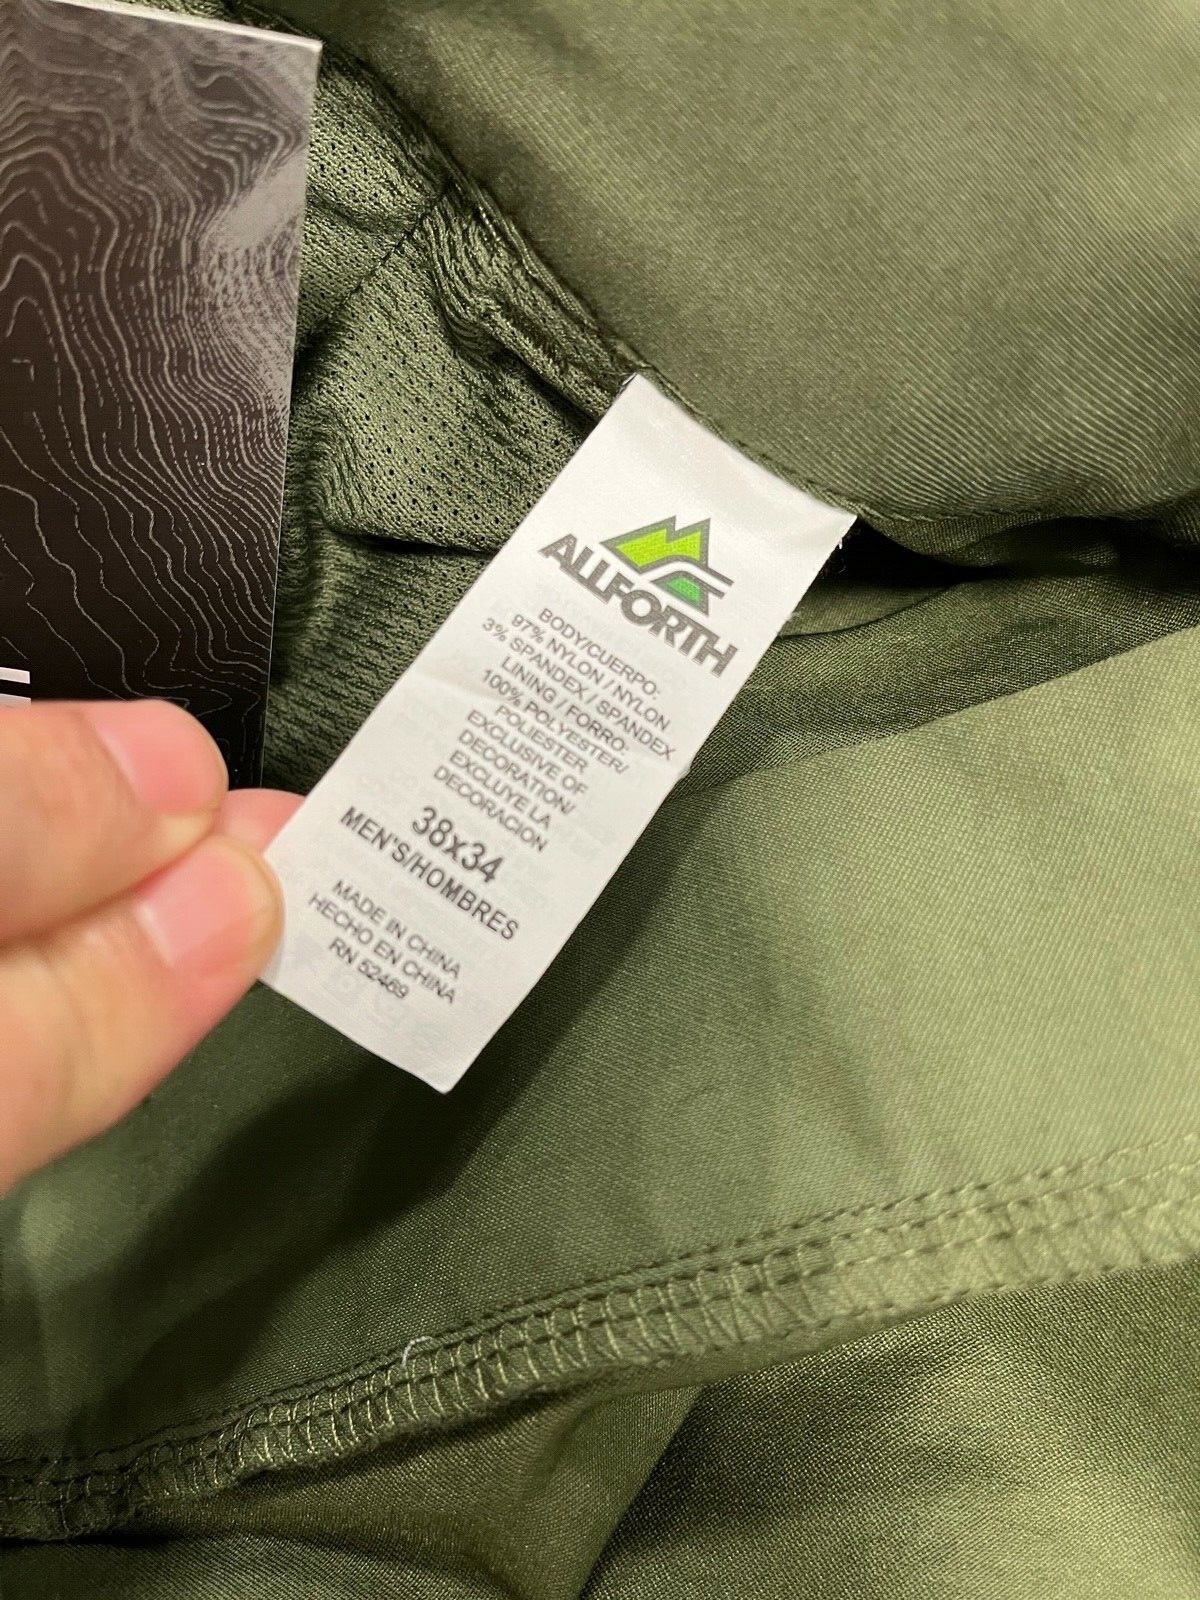 ALLFORTH
BODY/CUERPO:
97% NYLON / NYLON
3% SPANDEX / SPANDEX
LINING / FORRO:
100% POLYESTER/
POLIESTER
EXCLUSIVE OF
DECORATION/
EXCLUYE LA
DECORACION
38x34
MEN'S/HOMBRES
MADE IN CHINA
HECHO EN CHINA
RN 52469